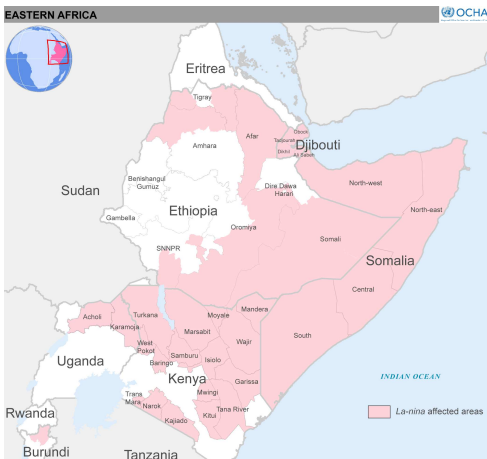 EASTERN AFRICA
OCHA
Eritrea
Tigray
Afar
Obock
Tadjourah
Djibouti
Dikhil
Ali Sabieh
Amhara
Benishangul
Gumuz
Dire Dawa
Harari
North-west
Sudan
Gambella
Ethiopia
North-east
Oromiya
SNNPR
Somali
Somalia
Central
South
Acholi
Turkana
Karamoja
Moyale
Mandera
Marsabit
West
Pokot
Wajir
Samburu
Baringo
Isiolo
Uganda
Kenya
Garissa
INDIAN OCEAN
Trans
Mara
Mwingi
Narok
Tana River
Kitui
Kajiado
La-nina affected areas
Rwanda
Burundi
Tanzania